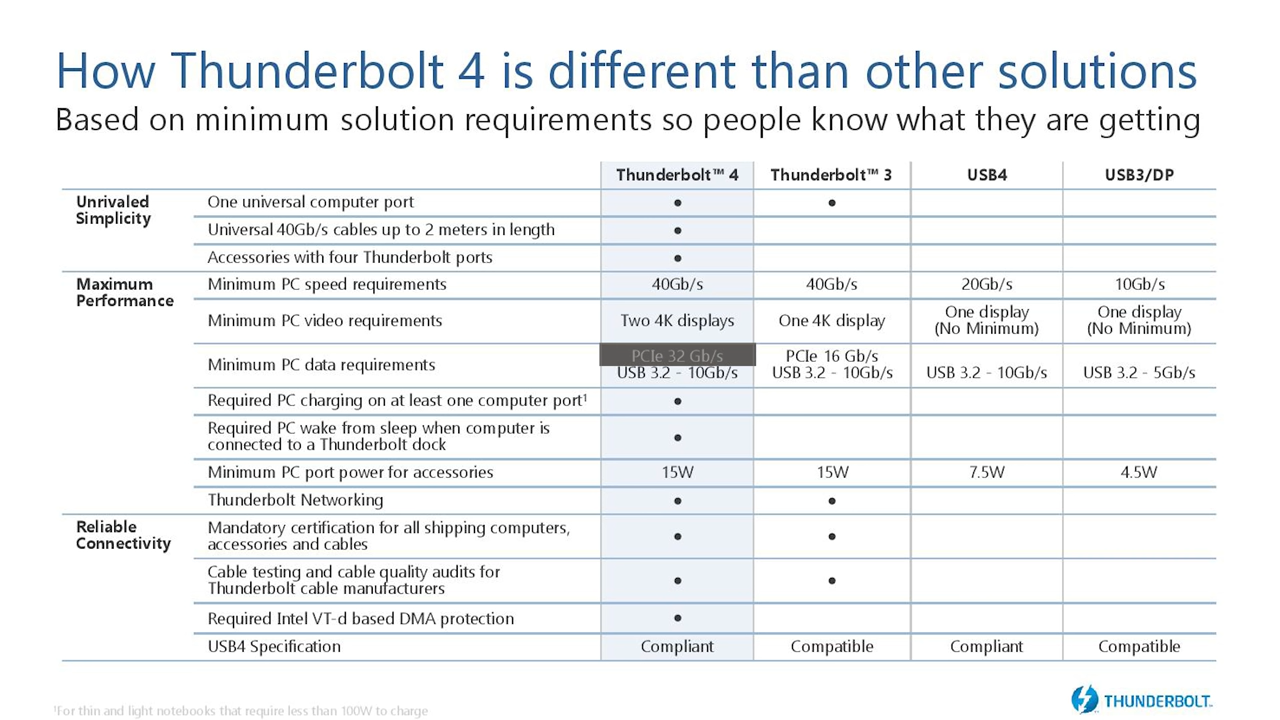 How Thunderbolt 4 is different than other solutions
Based on minimum solution requirements so people know what they are getting
Thunderbolt™ 4 Thunderbolt™ 3 USB4 USB3/DP
Unrivaled
Simplicity
One universal computer port • •
Universal 40Gb/s cables up to 2 meters in length •
Accessories with four Thunderbolt ports •
Maximum
Performance
Minimum PC speed requirements 40Gb/s 40Gb/s 20Gb/s 10Gb/s
Minimum PC video requirements Two 4K displays One 4K display One display
(No Minimum) One display
(No Minimum)
Minimum PC data requirements PCIe 32 Gb/s
USB 3.2 - 10Gb/s PCIe 16 Gb/s
USB 3.2 - 10Gb/s USB 3.2 - 10Gb/s USB 3.2 - 5Gb/s
Required PC charging on at least one computer port¹ •
Required PC wake from sleep when computer is
connected to a Thunderbolt dock •
Minimum PC port power for accessories 15W 15W 7.5W 4.5W
Thunderbolt Networking • •
Reliable
Connectivity
Mandatory certification for all shipping computers,
accessories and cables • •
Cable testing and cable quality audits for
Thunderbolt cable manufacturers • •
Required Intel VT-d based DMA protection •
USB4 Specification Compliant Compatible Compliant Compatible
¹For thin and light notebooks that require less than 100W to charge
THUNDERBOLT™